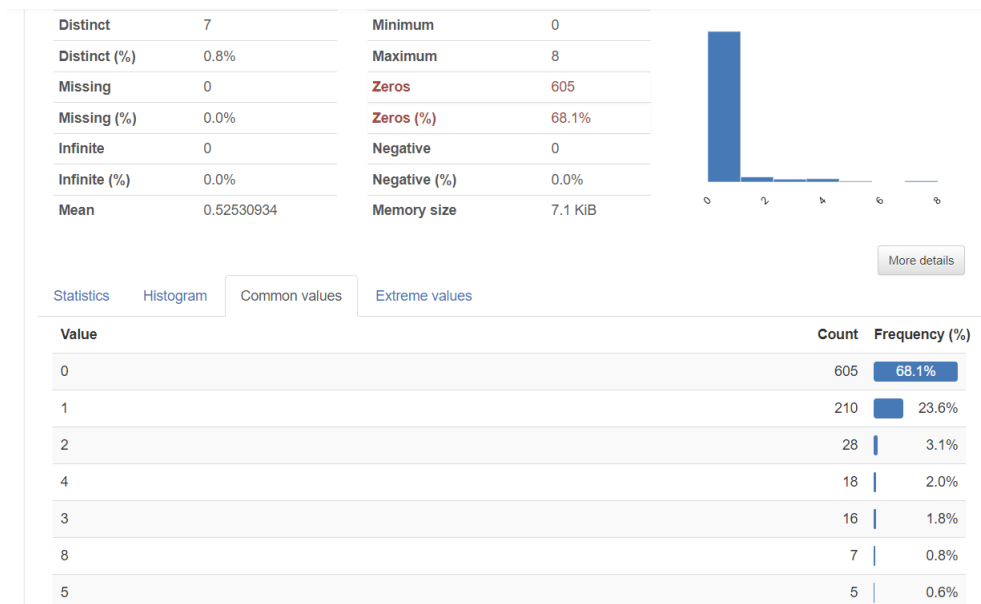 Distinct 7 Minimum 0
Distinct (%) 0.8% Maximum 8
Missing 0 Zeros 605
Missing (%) 0.0% Zeros (%) 68.1%
Infinite 0 Negative 0
Infinite (%) 0.0% Negative (%) 0.0%
Mean 0.52530934 Memory size 7.1 KiB
0 2 4 6 8
More details
Statistics Histogram Common values Extreme values
Value Count Frequency (%)
0 605 68.1%
1 210 23.6%
2 28 3.1%
4 18 2.0%
3 16 1.8%
8 7 0.8%
5 5 0.6%